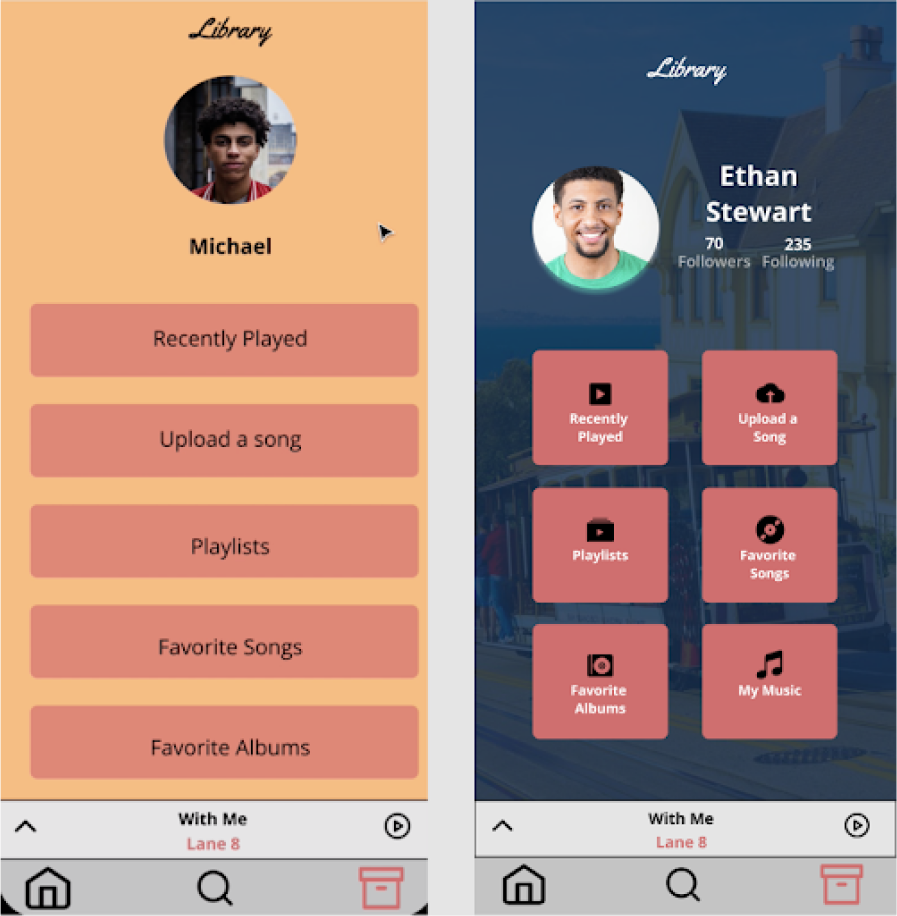 Library
Michael
Recently Played
Upload a song
Playlists
Favorite Songs
Favorite Albums
With Me
Lane 8
Library
Ethan
Stewart
70 235
Followers Following
Recently
Played
Upload a
Song
Playlists
Favorite
Songs
Favorite
Albums
My Music
With Me
Lane 8